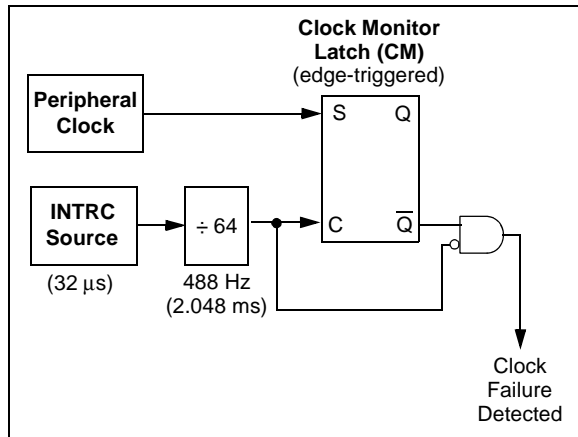 Clock Monitor
Latch (CM)
(edge-triggered)
Peripheral
Clock
S Q
INTRC
Source
÷ 64
C Q̅
(32 μs)
488 Hz
(2.048 ms)
Clock
Failure
Detected